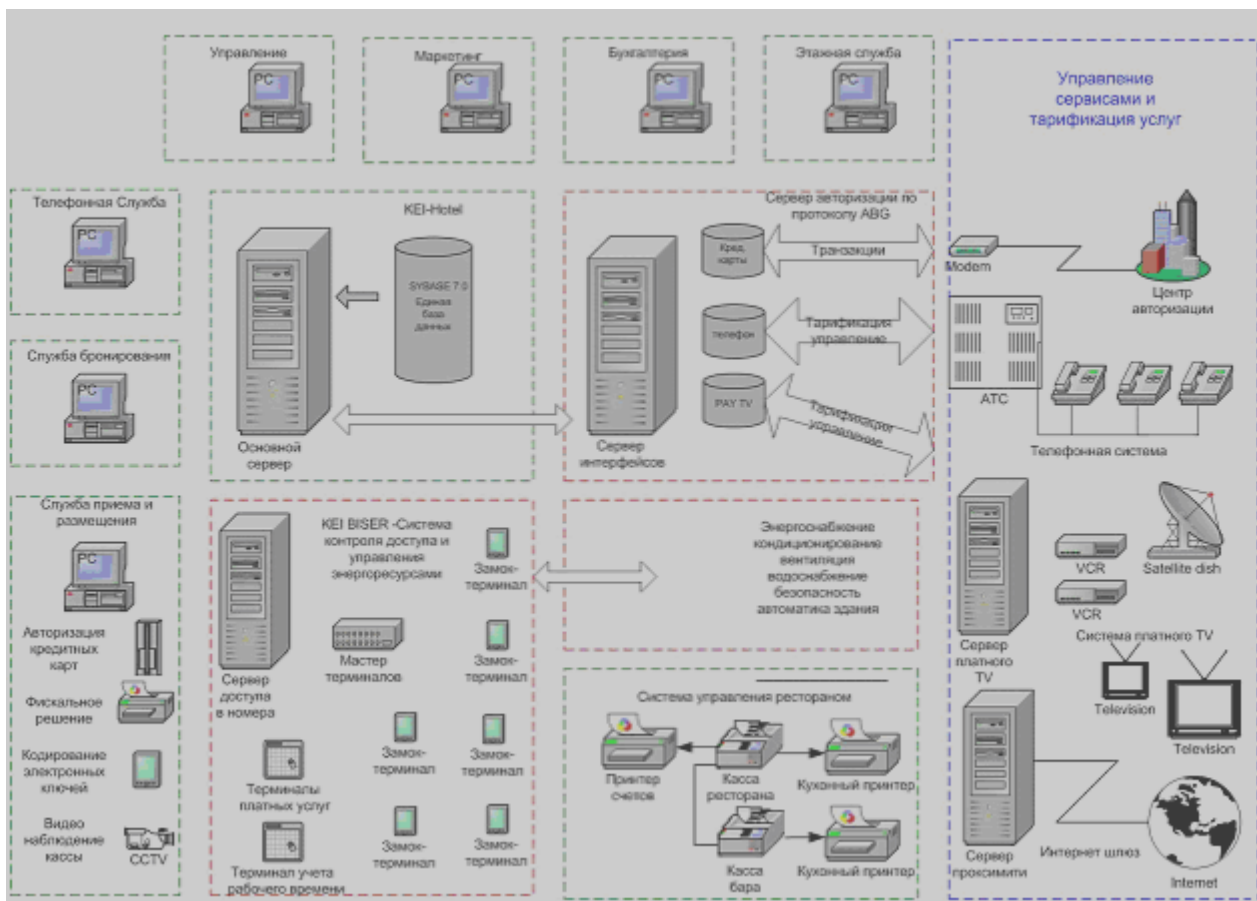 Управление
PC
Маркетинг
PC
Бухгалтерия
PC
Этажная служба
PC
Управление
сервисами и
тарификация услуг
Телефонная Служба
PC
KEI-Hotel
SYBASE 7.0
Единая
база
данных
Основной
сервер
Сервер авторизации по
протоколу ABG
Кред.
карты
Транзакции
телефон
Тарификация
управление
PAY TV
Тарификация
управление
Сервер
интерфейсов
Modem
Центр
авторизации
АТС
Телефонная система
Служба бронирования
PC
Служба приема и
размещения
PC
Авторизация
кредитных
карт
Фискальное
решение
Кодирование
электронных
ключей
Видео
наблюдение
кассы
CCTV
KEI BISER -Система
контроля доступа и
управления
энергоресурсами
Замок-
терминал
Сервер
доступа
в номера
Мастер
терминалов
Замок-
терминал
Замок-
терминал
Замок-
терминал
Терминалы
платных услуг
Замок-
терминал
Замок-
терминал
Терминал учета
рабочего времени
Энергоснабжение
кондиционирование
вентиляция
водоснабжение
безопасность
автоматика здания
Система управления рестораном
Принтер
счетов
Касса
ресторана
Кухонный принтер
Касса
бара
Кухонный принтер
VCR
Satellite dish
VCR
Сервер
платного
TV
Система платного TV
Television
Television
Сервер
проксимити
Интернет шлюз
Internet